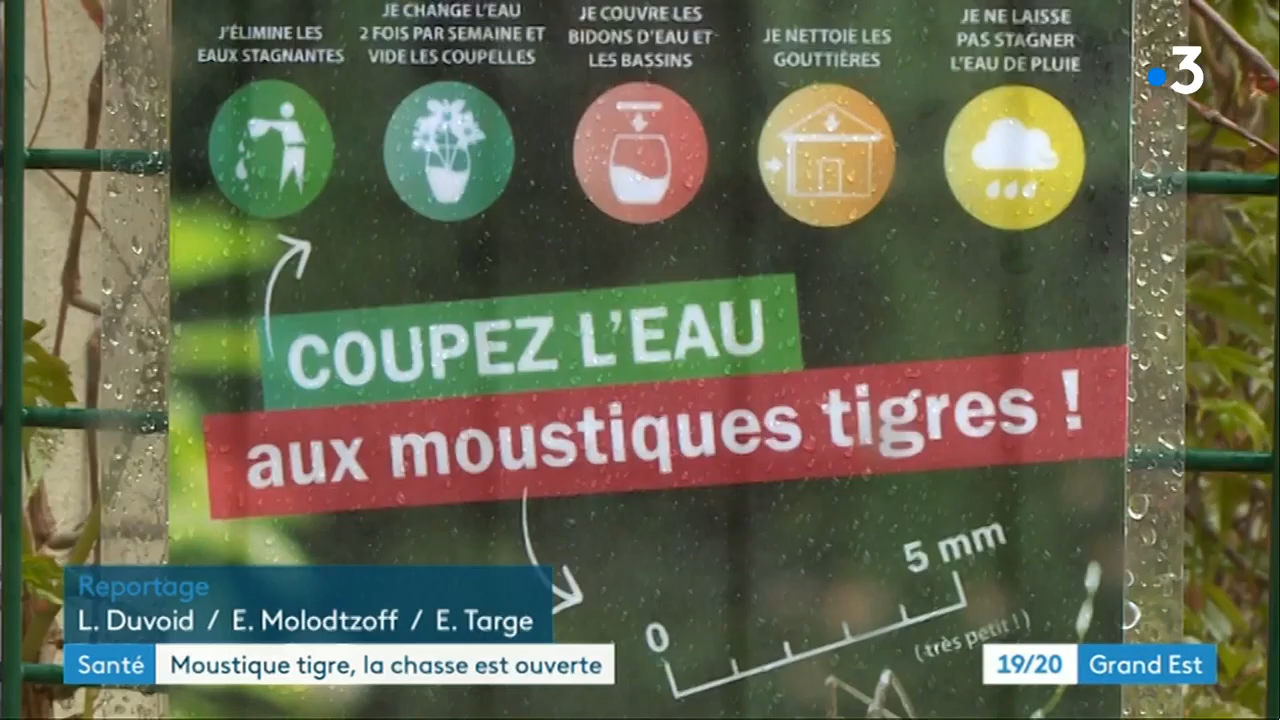 J'ÉLIMINE LES
EAUX STAGNANTES
JE CHANGE L'EAU
2 FOIS PAR SEMAINE ET
VIDE LES COUPELLES
JE COUVRE LES
BIDONS D'EAU ET
LES BASSINS
JE NETTOIE LES
GOUTTIÈRES
JE NE LAISSE
PAS STAGNER
L'EAU DE PLUIE
3
COUPEZ L'EAU
aux moustiques tigres !
5 mm
0
(très petit !)
Reportage
L. Duvoid / E. Molodtzoff / E. Targe
Santé Moustique tigre, la chasse est ouverte
19/20 Grand Est